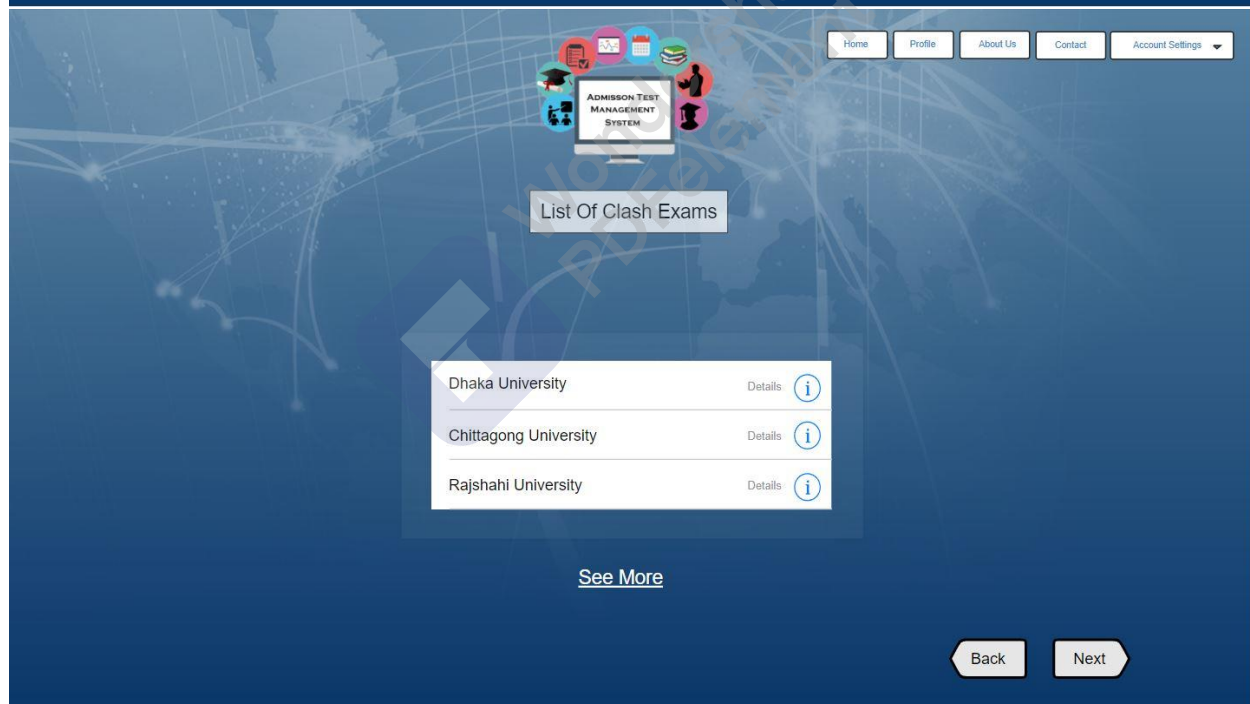 Home
Profile
About Us
Contact
Account Settings
ADMISSON TEST
MANAGEMENT
SYSTEM
List Of Clash Exams
Dhaka University Details i
Chittagong University Details i
Rajshahi University Details i
See More
Back
Next